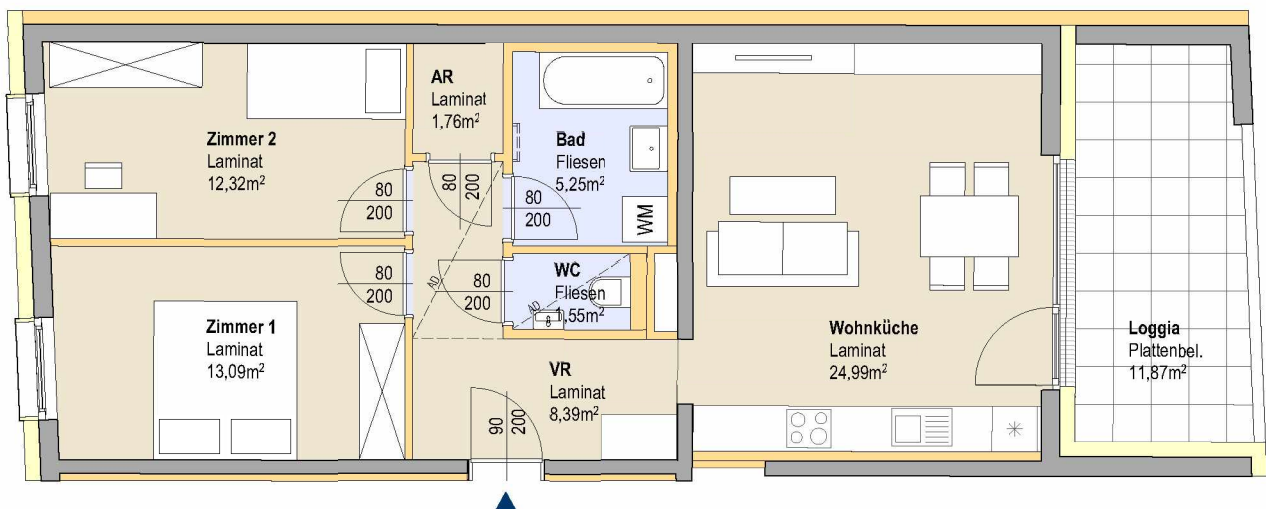 AR
Laminat
1,76m²
Zimmer 2
Laminat
12,32m²
Bad
Fliesen
5,25m²
80
200
80
200
80
200
WM
80
200
80
200
AD
AD
WC
Fliesen
1,55m²
Zimmer 1
Laminat
13,09m²
VR
Laminat
8,39m²
90
200
Wohnküche
Laminat
24,99m²
Loggia
Plattenbel.
11,87m²